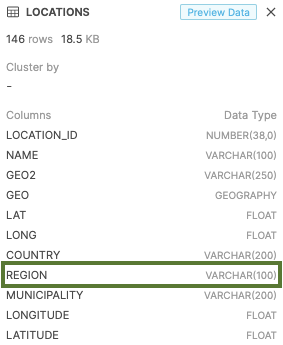 LOCATIONS Preview Data ×
146 rows 18.5 KB
Cluster by
-
Columns Data Type
LOCATION_ID NUMBER(38,0)
NAME VARCHAR(100)
GEO2 VARCHAR(250)
GEO GEOGRAPHY
LAT FLOAT
LONG FLOAT
COUNTRY VARCHAR(200)
REGION VARCHAR(100)
MUNICIPALITY VARCHAR(200)
LONGITUDE FLOAT
LATITUDE FLOAT